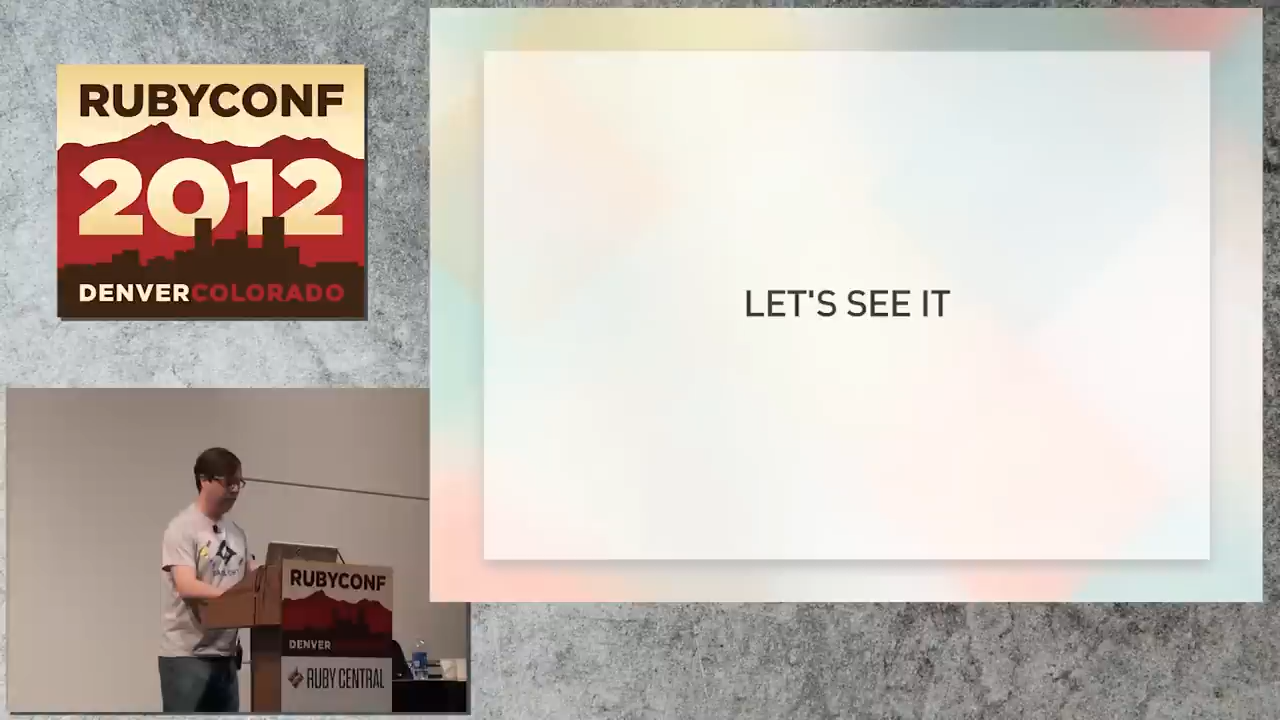 RUBYCONF
2012
DENVERCOLORADO
LET'S SEE IT
RUBYCONF
DENVER
RUBY CENTRAL